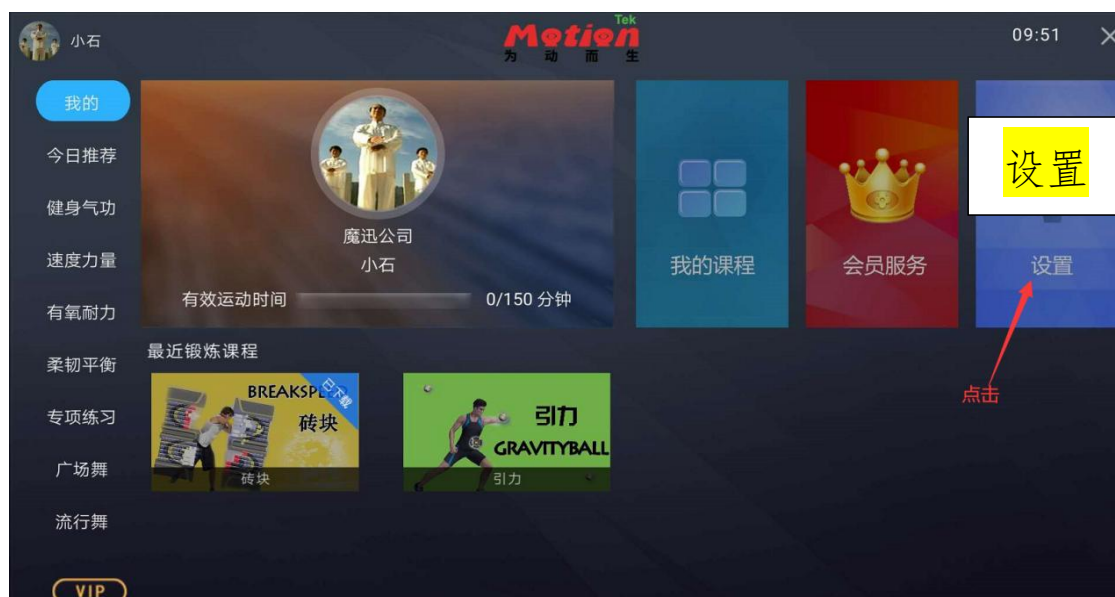 小石
Motion Tek
为动而生
09:51
我的
今日推荐
健身气功
速度力量
有氧耐力
柔韧平衡
专项练习
广场舞
流行舞
VIP
魔迅公司
小石
有效运动时间 0/150 分钟
我的课程
会员服务
设置
设置
点击
最近锻炼课程
已下载
砖块
砖块
引力
GRAVITYBALL
引力